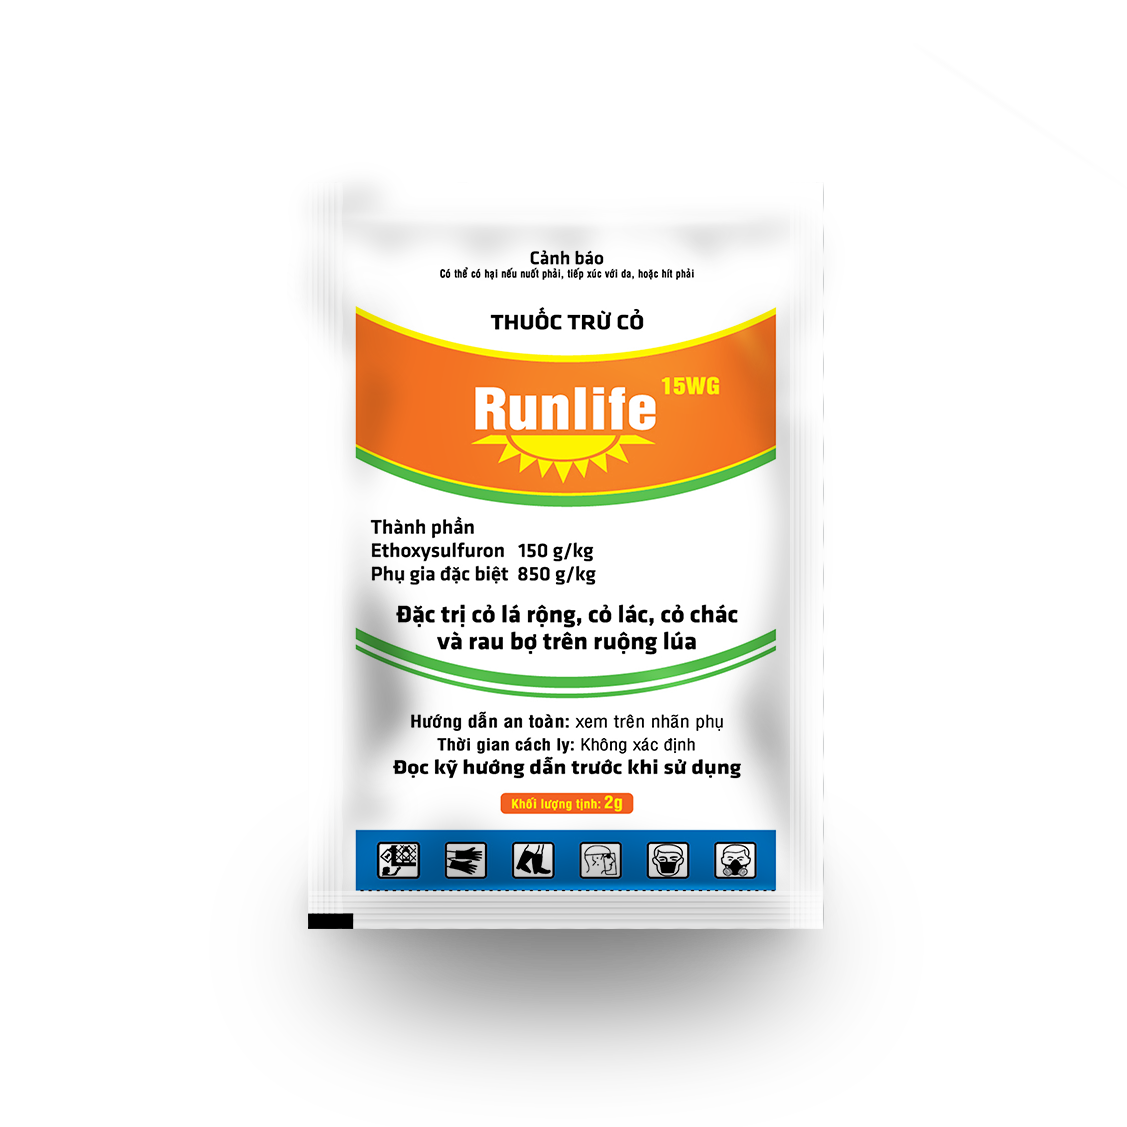 Cảnh báo
Có thể có hại nếu nuốt phải, tiếp xúc với da, hoặc hít phải
THUỐC TRỪ CỎ
Runlife 15WG
Thành phần
Ethoxysulfuron 150 g/kg
Phụ gia đặc biệt 850 g/kg
Đặc trị cỏ lá rộng, cỏ lác, cỏ chác
và rau bợ trên ruộng lúa
Hướng dẫn an toàn: xem trên nhãn phụ
Thời gian cách ly: Không xác định
Đọc kỹ hướng dẫn trước khi sử dụng
Khối lượng tịnh: 2g